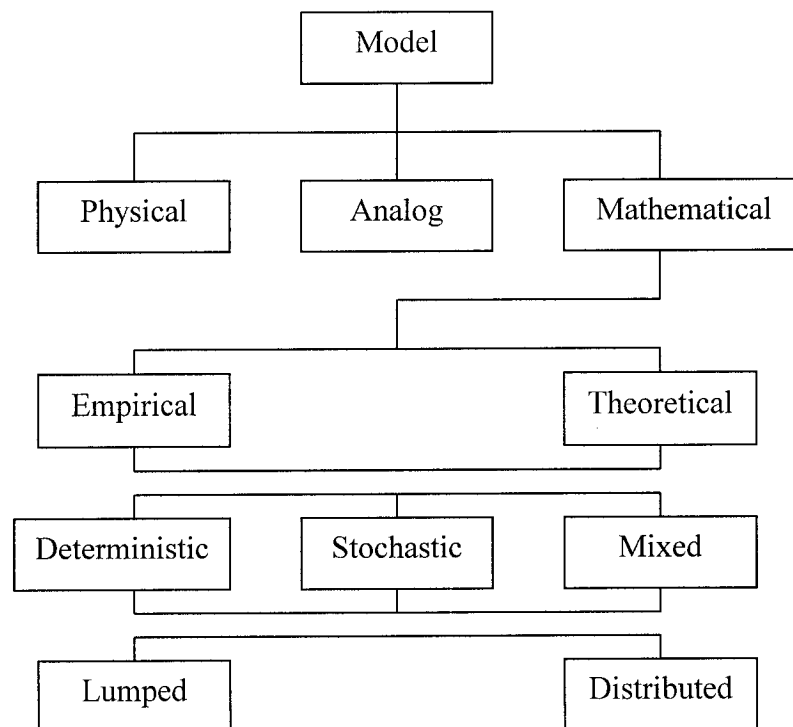 Model
Physical
Analog
Mathematical
Empirical
Theoretical
Deterministic
Stochastic
Mixed
Lumped
Distributed